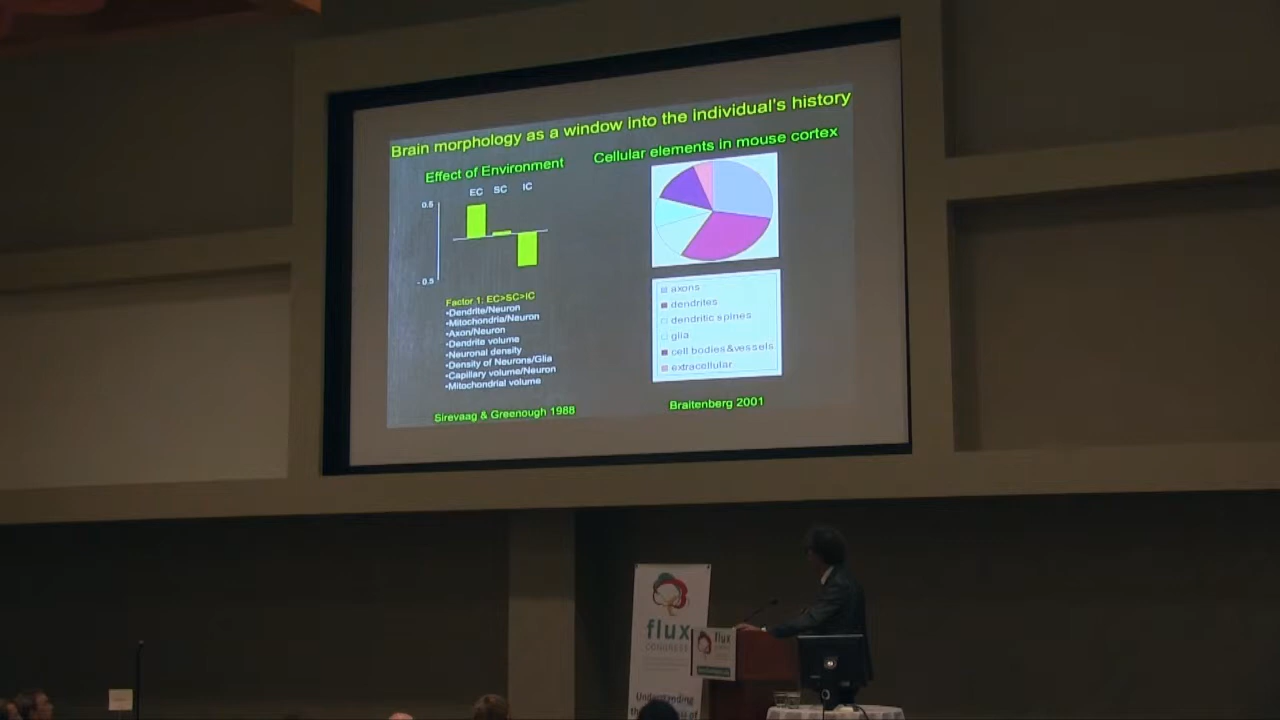 Brain morphology as a window into the individual's history
Effect of Environment
EC SC IC
0.5
- 0.5
Factor 1: EC>SC>IC
•Dendrite/Neuron
•Mitochondria/Neuron
•Axon/Neuron
•Dendrite volume
•Neuronal density
•Density of Neurons/Glia
•Capillary volume/Neuron
•Mitochondrial volume
Sirevaag & Greenough 1988
Cellular elements in mouse cortex
axons
dendrites
dendritic spines
glia
cell bodies&vessels
extracellular
Braitenberg 2001
flux
CONGRESS
Understanding
flux